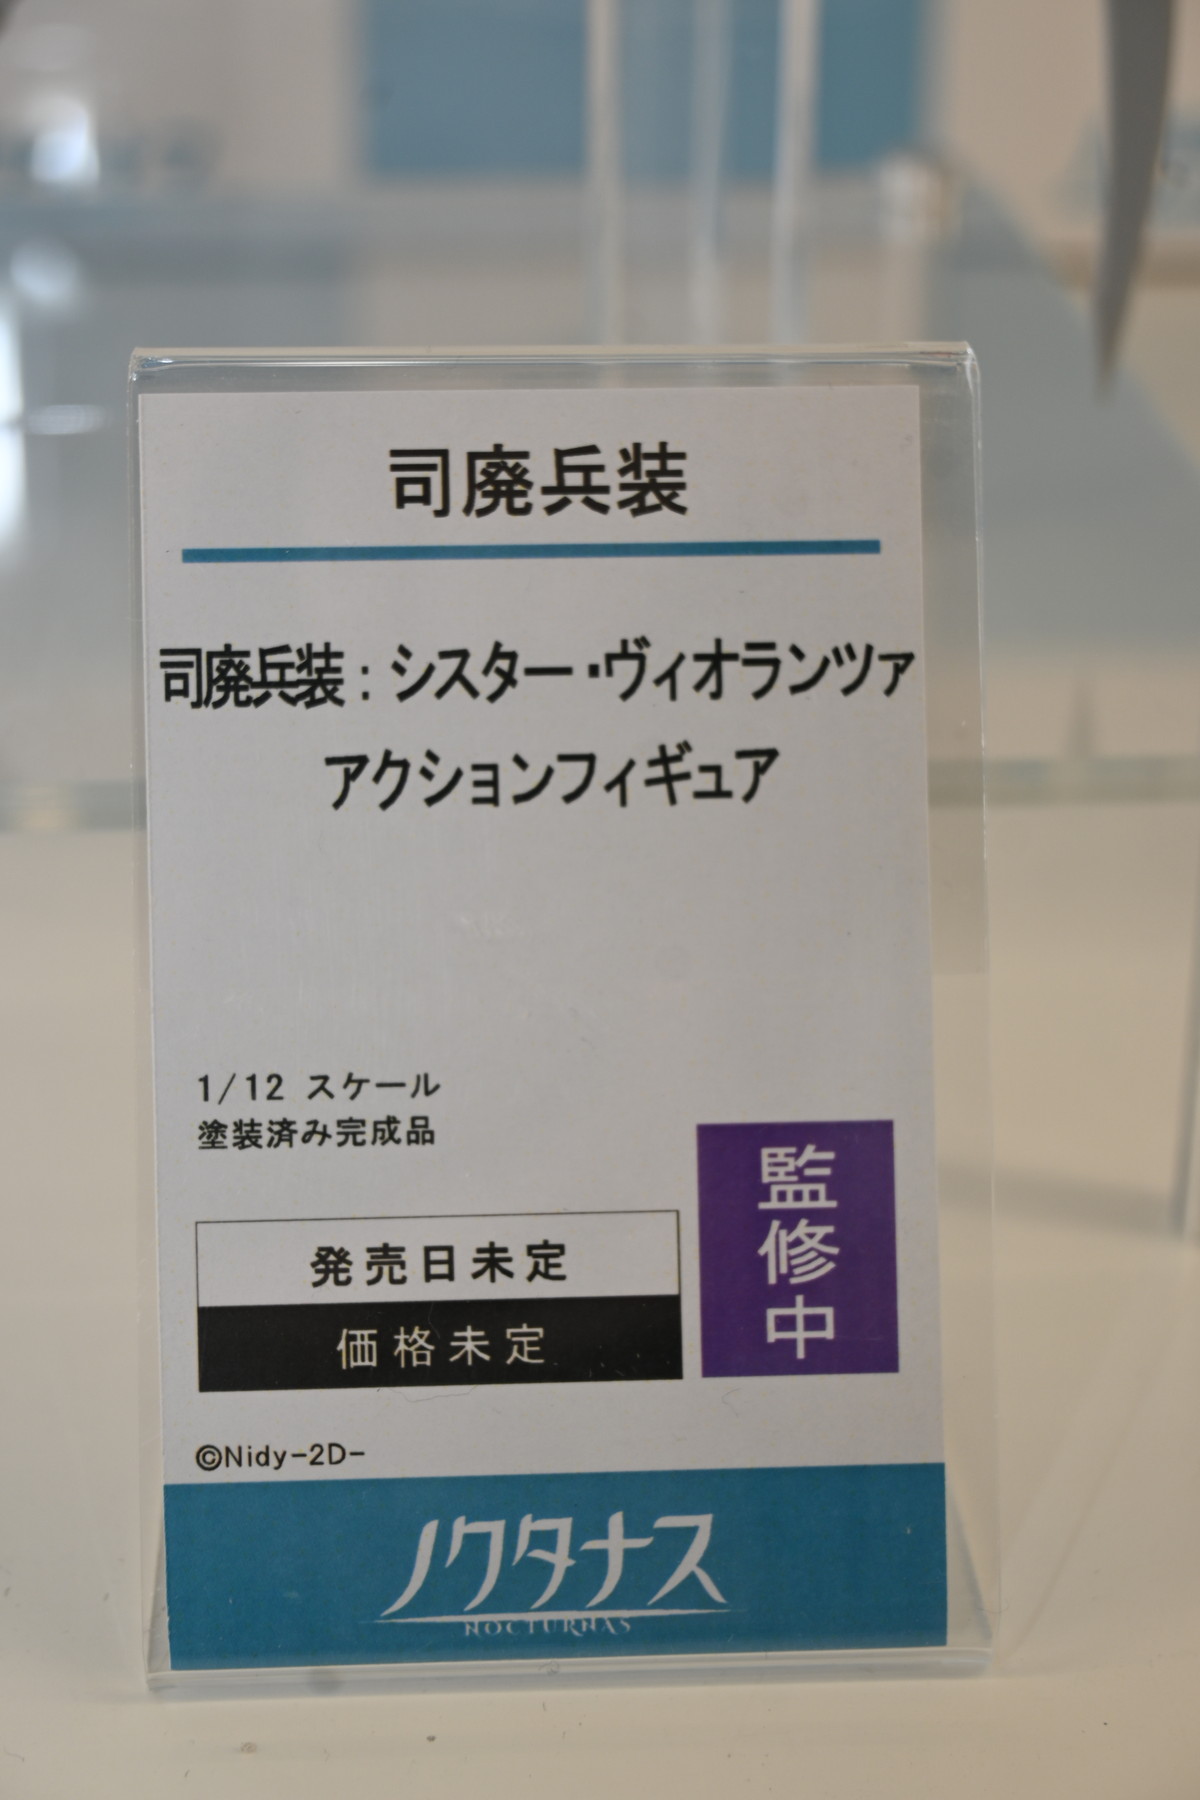 司廃兵装
司廃兵装：シスター・ヴィオランツァ
アクションフィギュア
1/12 スケール
塗装済み完成品
監修中
発売日未定
価格未定
©Nidy-2D-
ノクタナス
NOCTURNAS